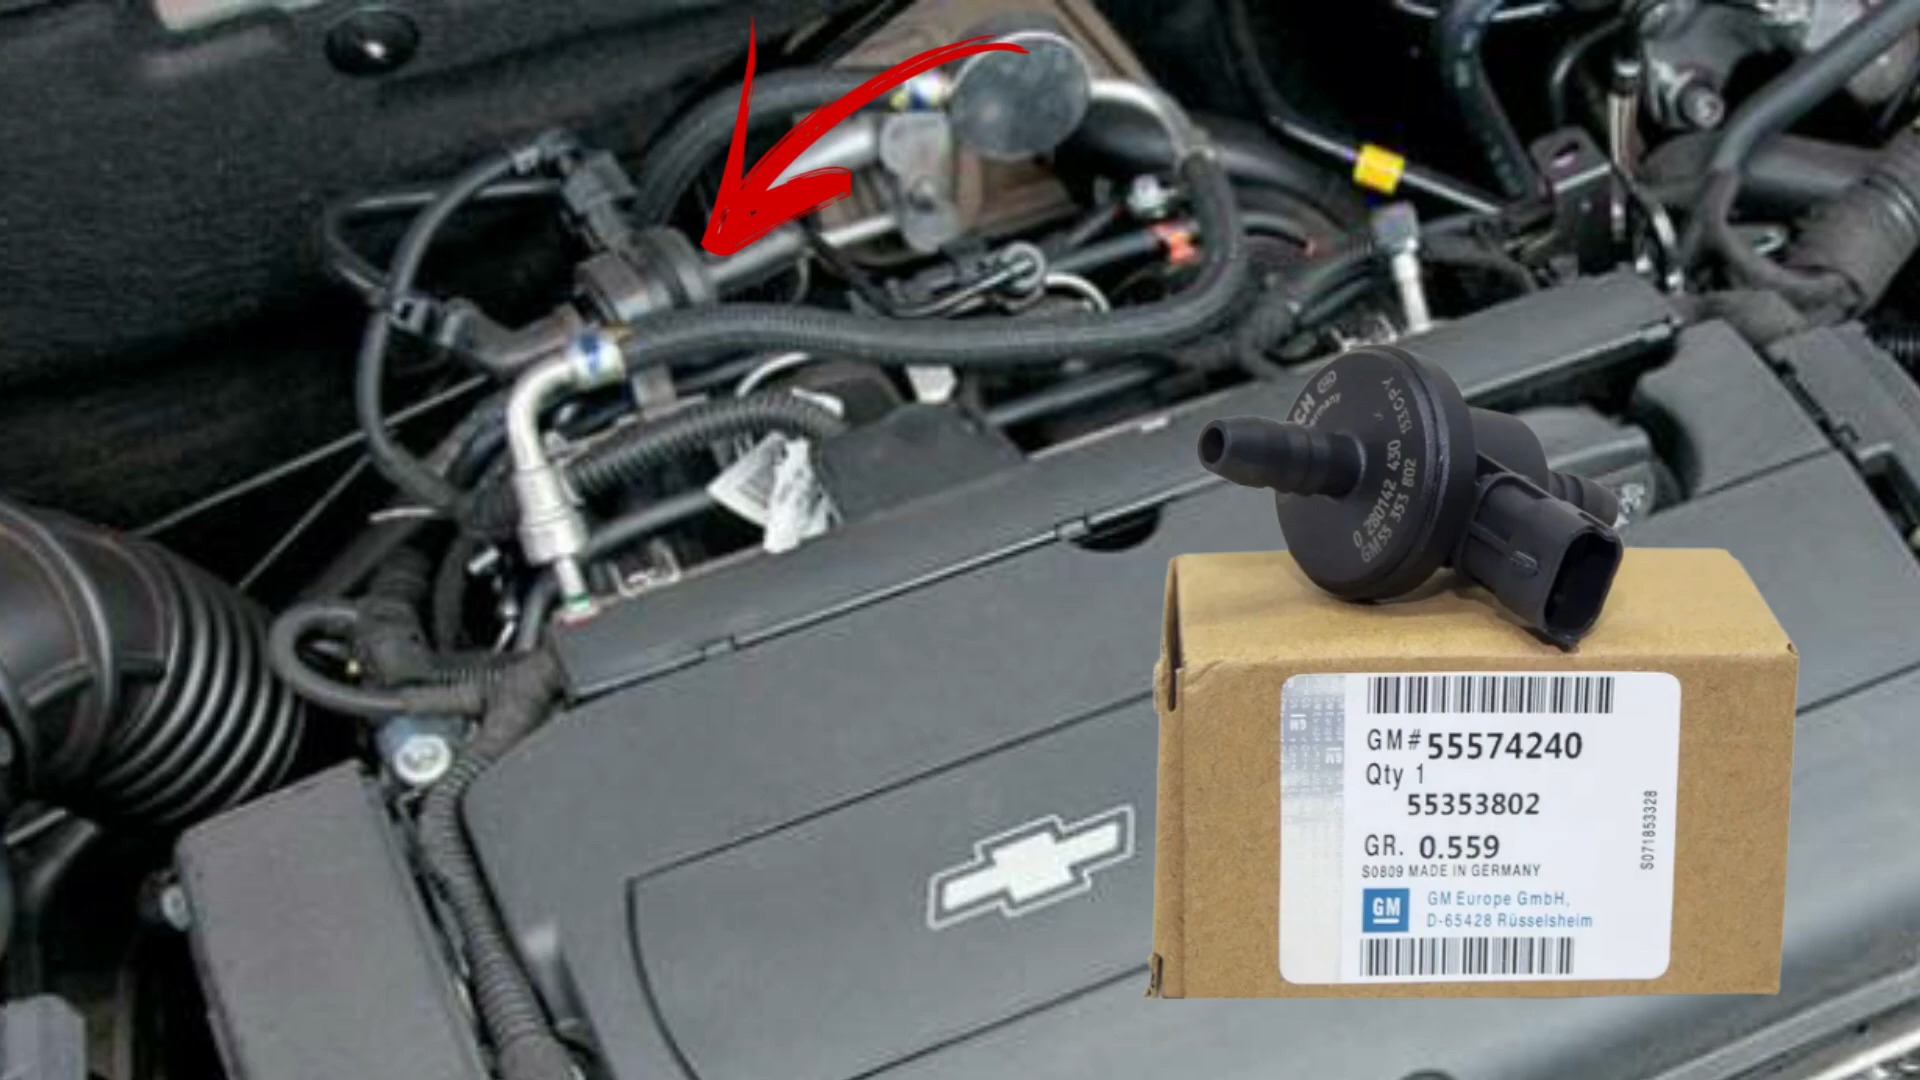 0 280142 430
GM55 353 802
GM# 55574240
Qty 1
55353802
GR. 0.559
S0809 MADE IN GERMANY
GM
GM Europe GmbH,
D-65428 Rüsselsheim
S071853328